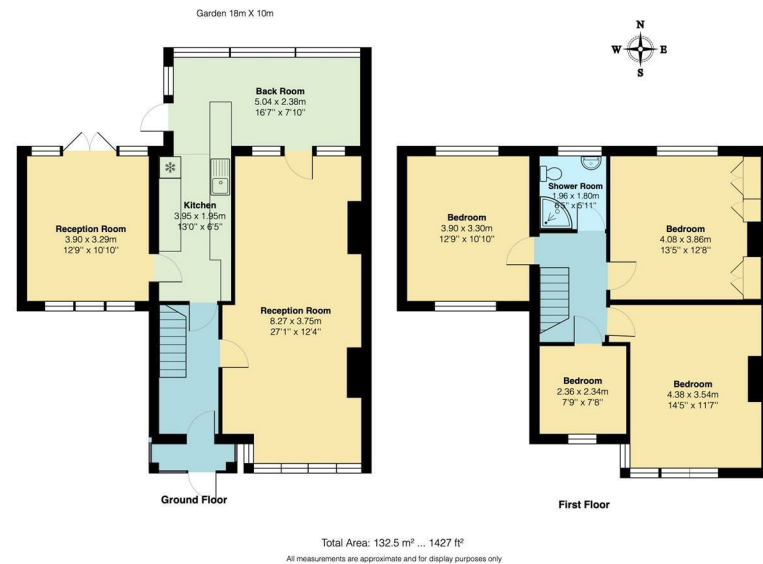 Garden 18m X 10m
N
W E
S
Back Room
5.04 x 2.38m
16'7" x 7'10"
Kitchen
3.95 x 1.95m
13'0" x 6'5"
Reception Room
3.90 x 3.29m
12'9" x 10'10"
Reception Room
8.27 x 3.75m
27'1" x 12'4"
Ground Floor
Shower Room
1.96 x 1.80m
6'5" x 5'11"
Bedroom
3.90 x 3.30m
12'9" x 10'10"
Bedroom
4.08 x 3.86m
13'5" x 12'8"
Bedroom
2.36 x 2.34m
7'9" x 7'8"
Bedroom
4.38 x 3.54m
14'5" x 11'7"
First Floor
Total Area: 132.5 m² ... 1427 ft²
All measurements are approximate and for display purposes only